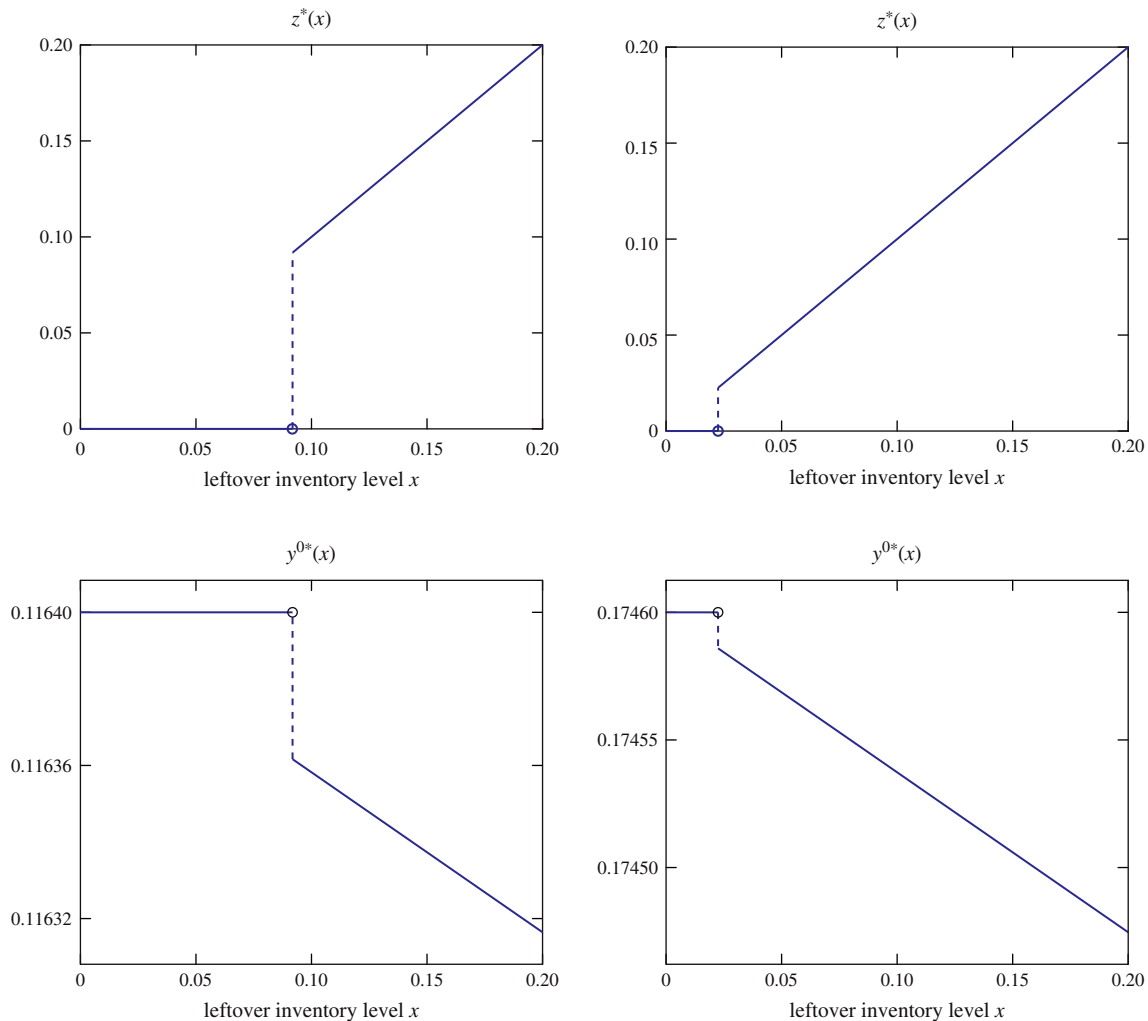 z*(x)
0.20
0.15
0.10
0.05
0
0 0.05 0.10 0.15 0.20
leftover inventory level x
z*(x)
0.20
0.15
0.10
0.05
0
0 0.05 0.10 0.15 0.20
leftover inventory level x
y0*(x)
0.11640
0.11636
0.11632
0 0.05 0.10 0.15 0.20
leftover inventory level x
y0*(x)
0.17460
0.17455
0.17450
0 0.05 0.10 0.15 0.20
leftover inventory level x